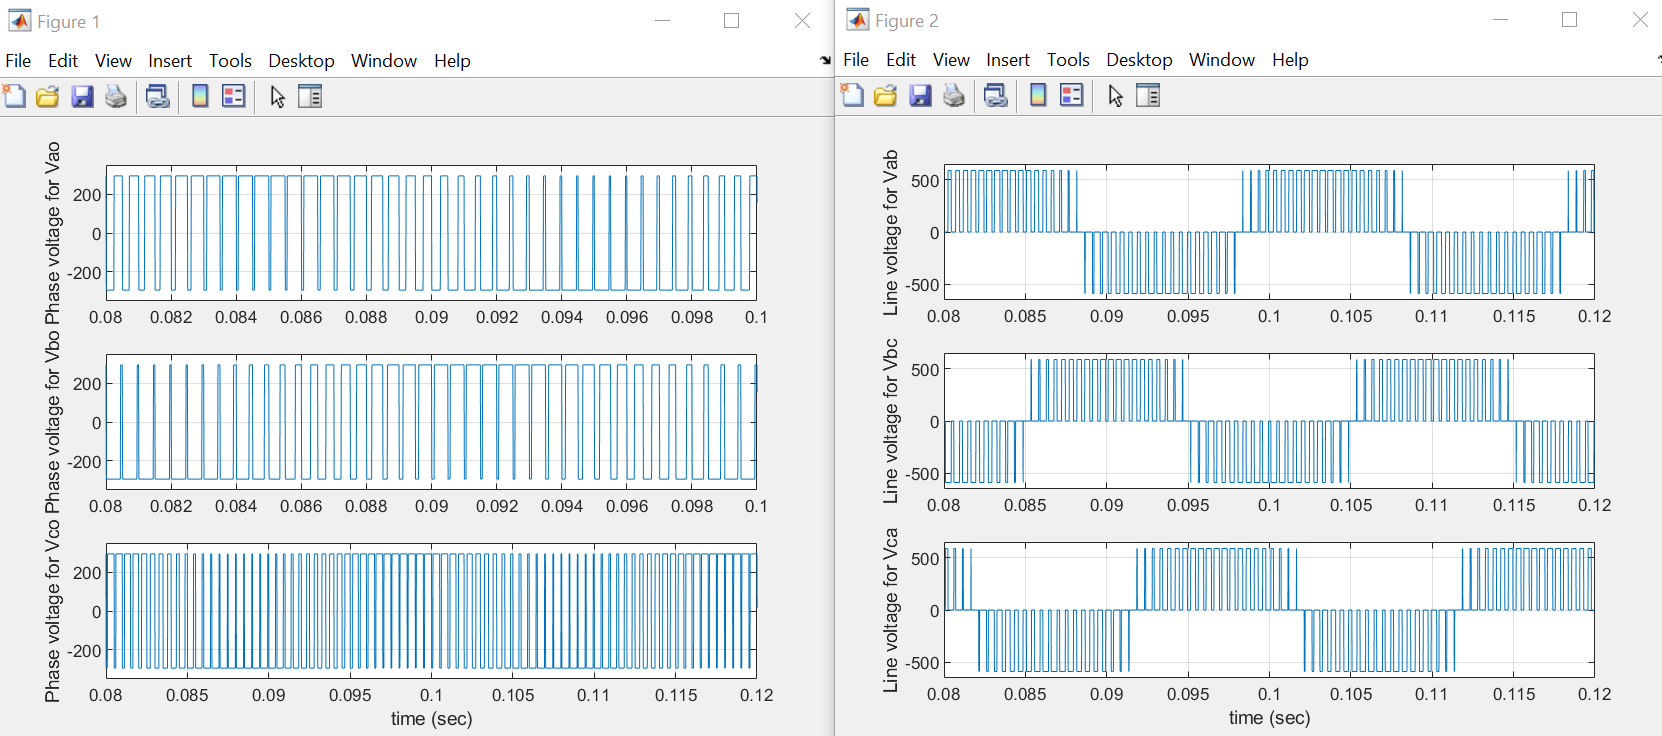 Figure 1
File Edit View Insert Tools Desktop Window Help
Phase voltage for Vao
200
0
-200
0.08 0.082 0.084 0.086 0.088 0.09 0.092 0.094 0.096 0.098 0.1
Phase voltage for Vbo
200
0
-200
0.08 0.082 0.084 0.086 0.088 0.09 0.092 0.094 0.096 0.098 0.1
Phase voltage for Vco
200
0
-200
0.08 0.085 0.09 0.095 0.1 0.105 0.11 0.115 0.12
time (sec)
Figure 2
File Edit View Insert Tools Desktop Window Help
Line voltage for Vab
500
0
-500
0.08 0.085 0.09 0.095 0.1 0.105 0.11 0.115 0.12
Line voltage for Vbc
500
0
-500
0.08 0.085 0.09 0.095 0.1 0.105 0.11 0.115 0.12
Line voltage for Vca
500
0
-500
0.08 0.085 0.09 0.095 0.1 0.105 0.11 0.115 0.12
time (sec)